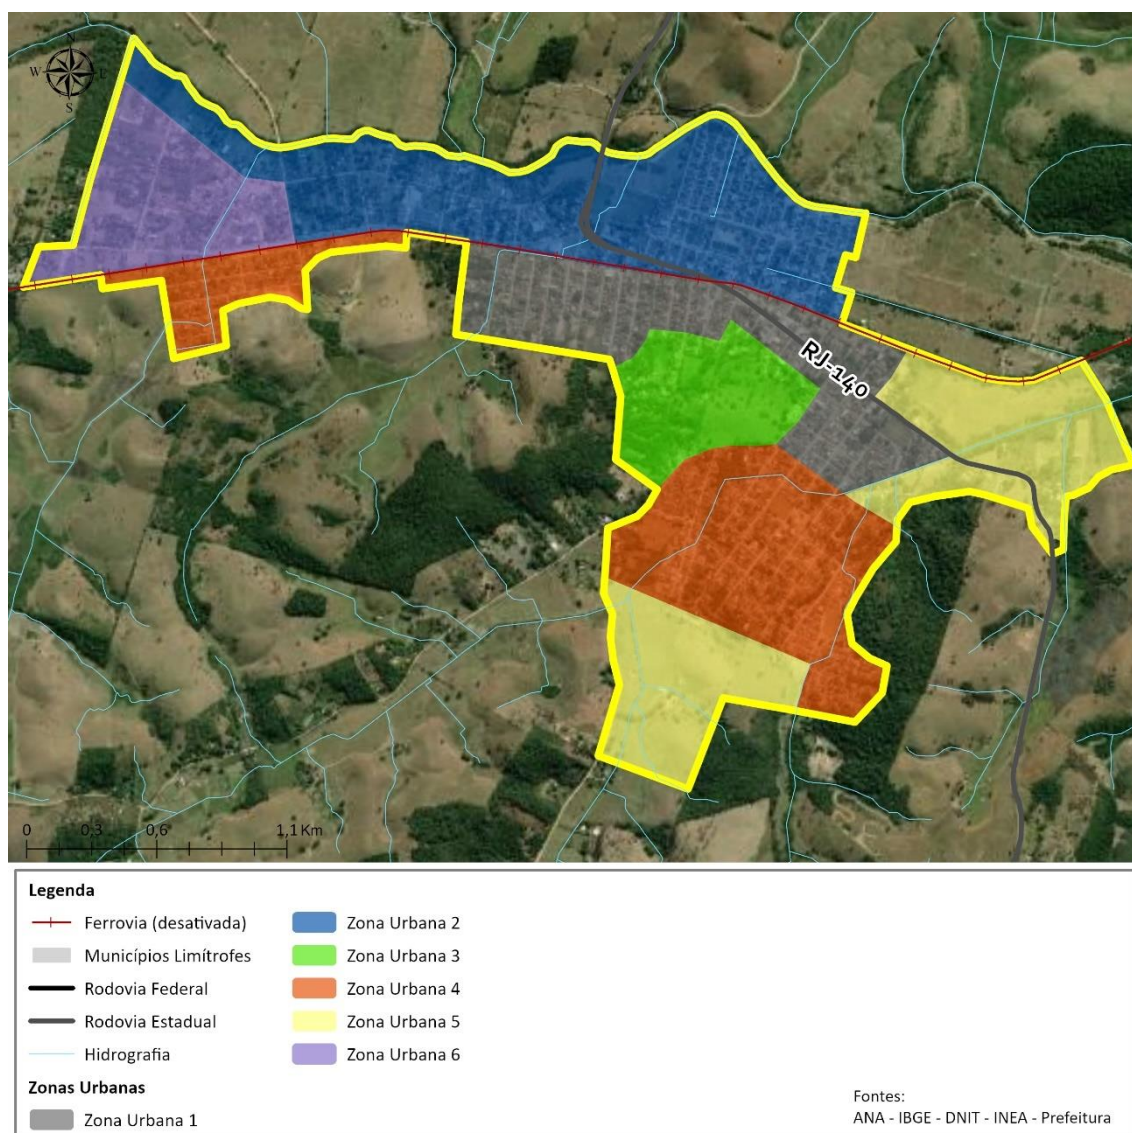 N
W
S
RJ-140
0 0,3 0,6 1,1 Km
Legenda
Ferrovia (desativada)
Municípios Limítrofes
Rodovia Federal
Rodovia Estadual
Hidrografia
Zonas Urbanas
Zona Urbana 1
Zona Urbana 2
Zona Urbana 3
Zona Urbana 4
Zona Urbana 5
Zona Urbana 6
Fontes:
ANA - IBGE - DNIT - INEA - Prefeitura